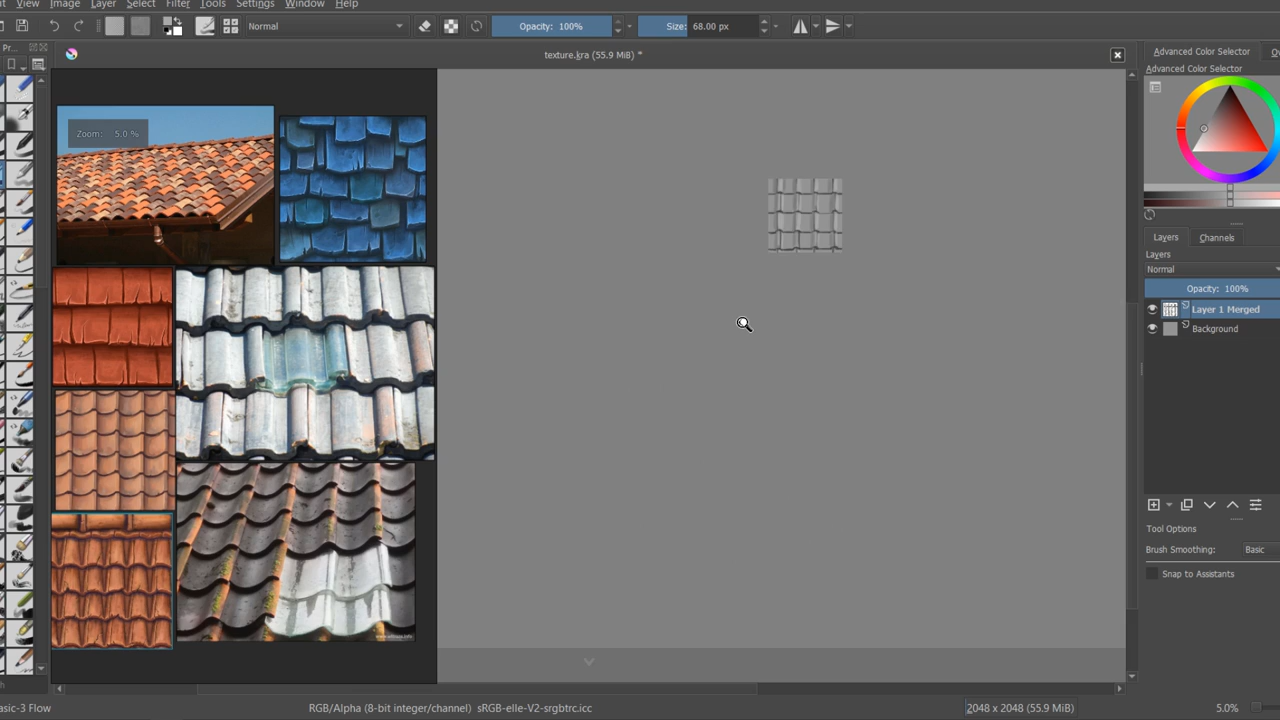 View Image Layer Select Filter Tools Settings Window Help
Normal
Opacity: 100%
Size: 68.00 px
Pr...
texture.kra (55.9 MiB) *
Advanced Color Selector
Advanced Color Selector
Zoom: 5.0 %
Layers Channels
Layers
Normal
Opacity: 100%
Layer 1 Merged
Background
Tool Options
Brush Smoothing: Basic
Snap to Assistants
asic-3 Flow
RGB/Alpha (8-bit integer/channel) sRGB-elle-V2-srgbtrc.icc
2048 x 2048 (55.9 MiB)
5.0%